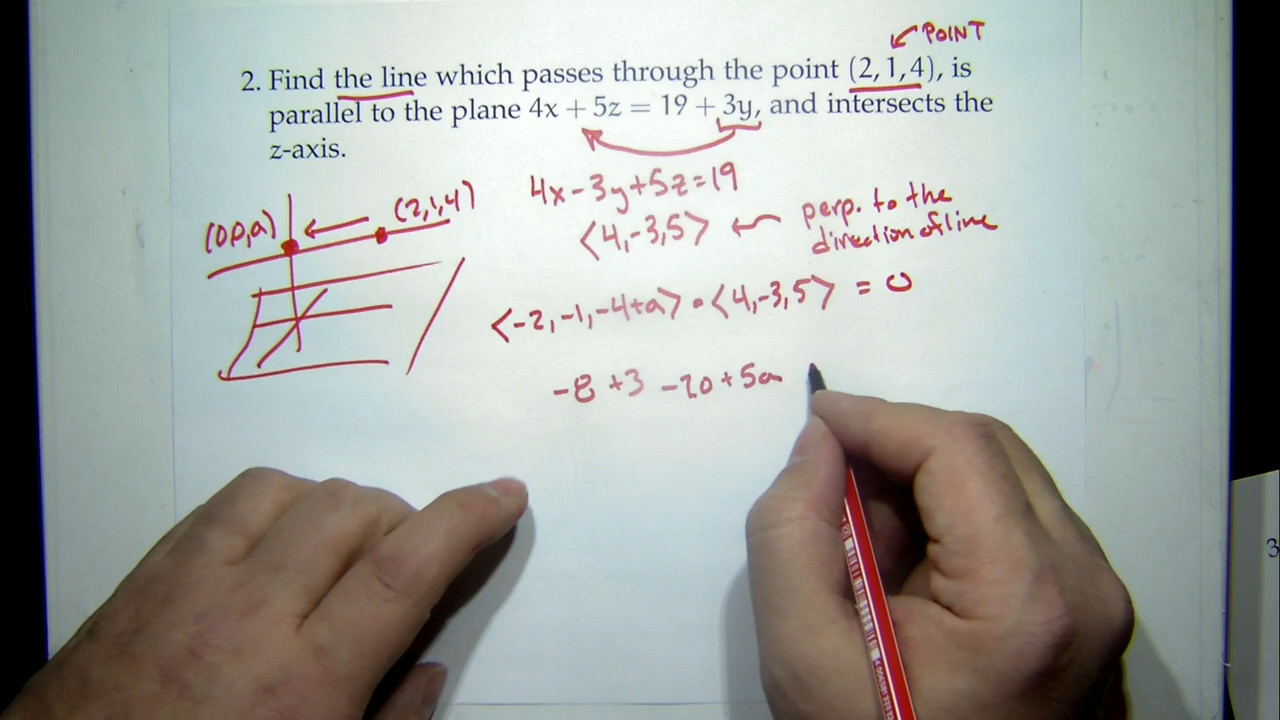 ↙ POINT
2. Find the line which passes through the point (2, 1, 4), is
parallel to the plane 4x + 5z = 19 + 3y, and intersects the
z-axis.
4x-3y+5z=19
⟨4,-3,5⟩ ← perp. to the
direction of line
(0,0,a) ← (2,1,4)
⟨-2,-1,-4+a⟩ • ⟨4,-3,5⟩ = 0
-8 +3 -20 +5a
3